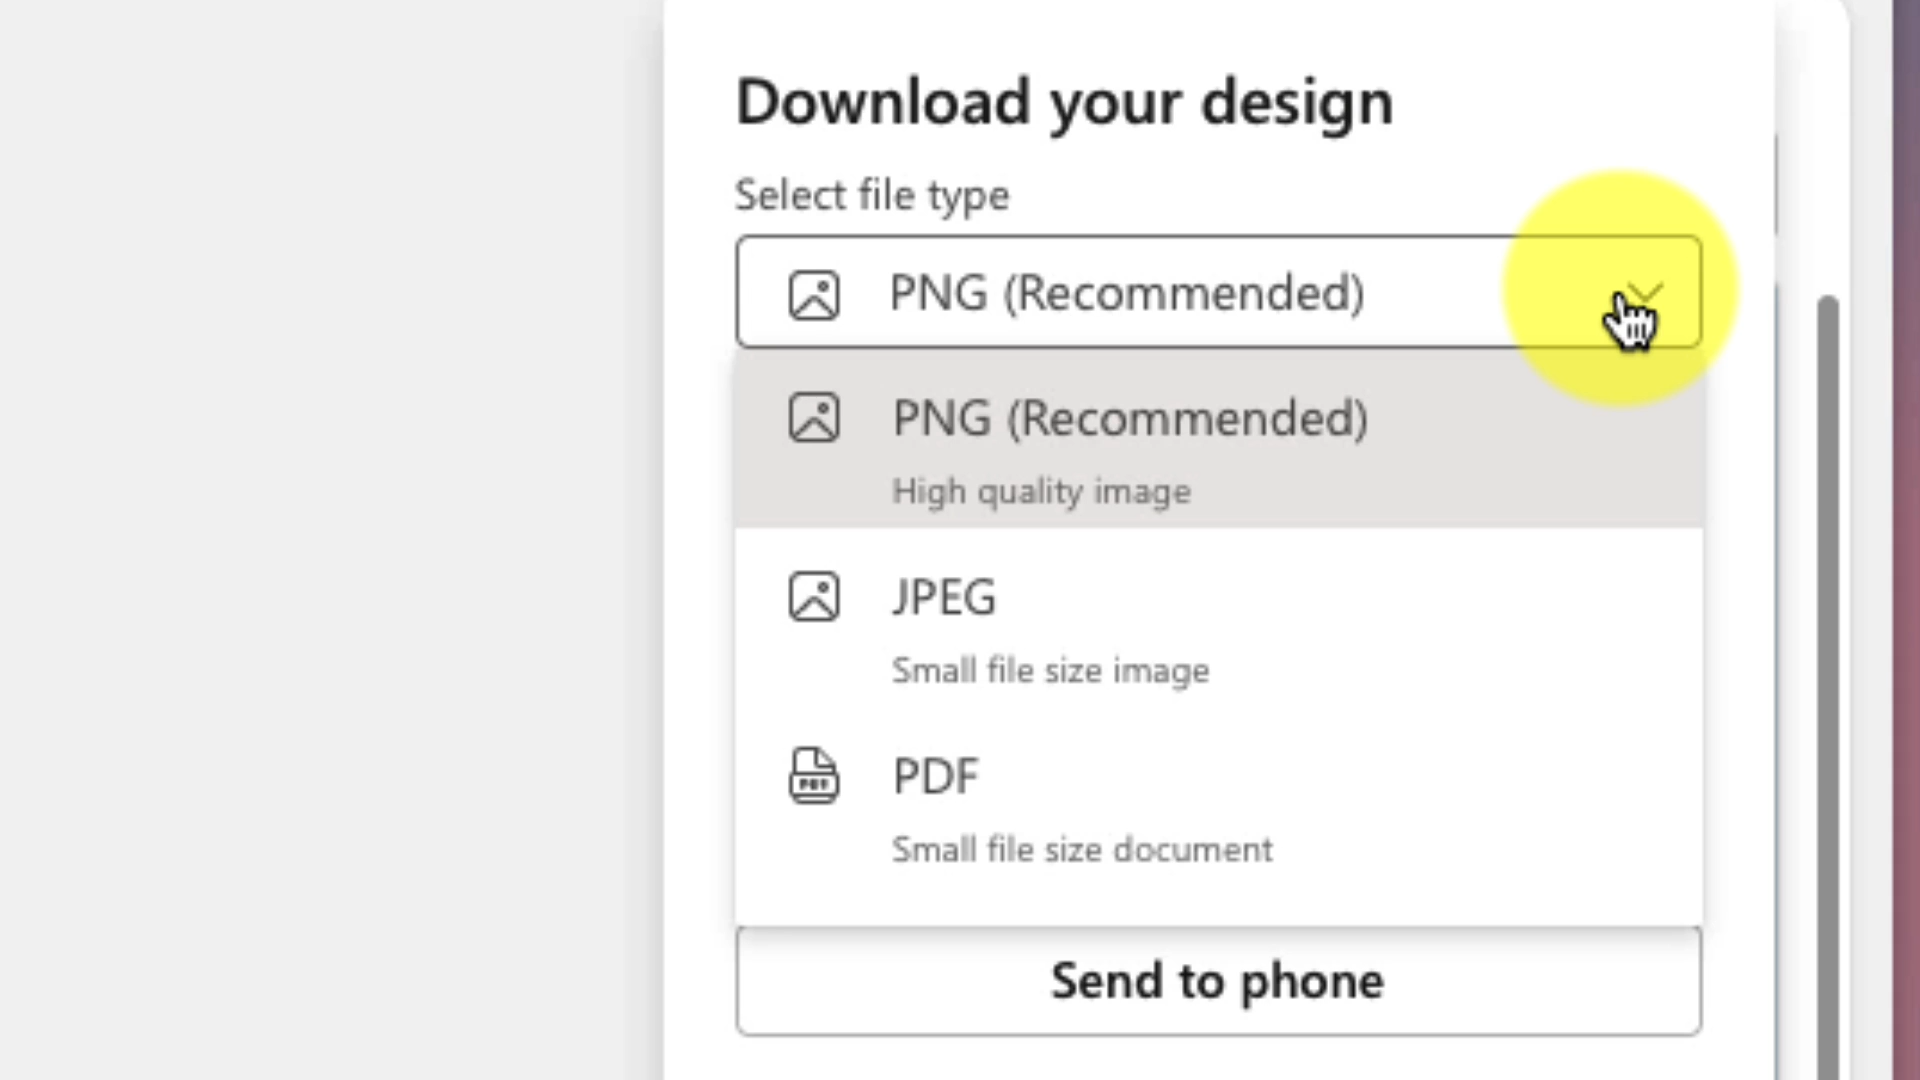 Download your design
Select file type
PNG (Recommended)
PNG (Recommended)
High quality image
JPEG
Small file size image
PDF
PDF
Small file size document
Send to phone